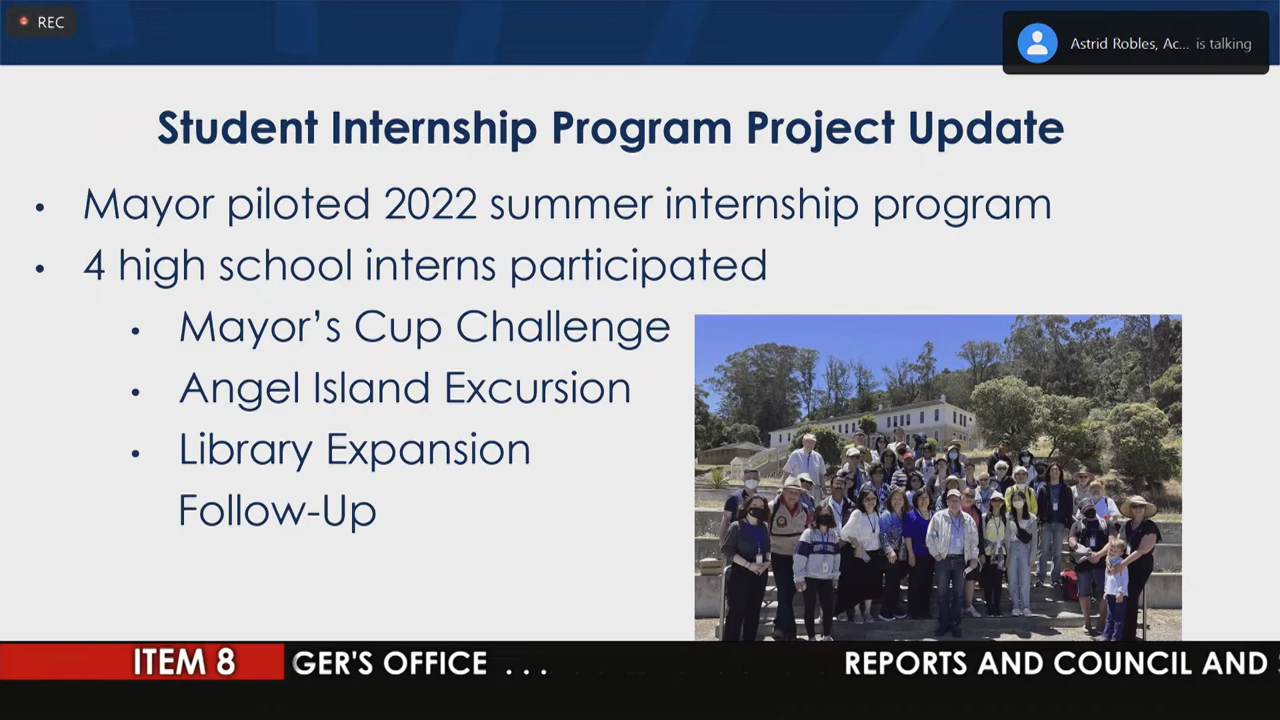 REC
Astrid Robles, Ac... is talking
Student Internship Program Project Update
• Mayor piloted 2022 summer internship program
• 4 high school interns participated
• Mayor's Cup Challenge
• Angel Island Excursion
• Library Expansion
Follow-Up
ITEM 8 GER'S OFFICE ... REPORTS AND COUNCIL AND